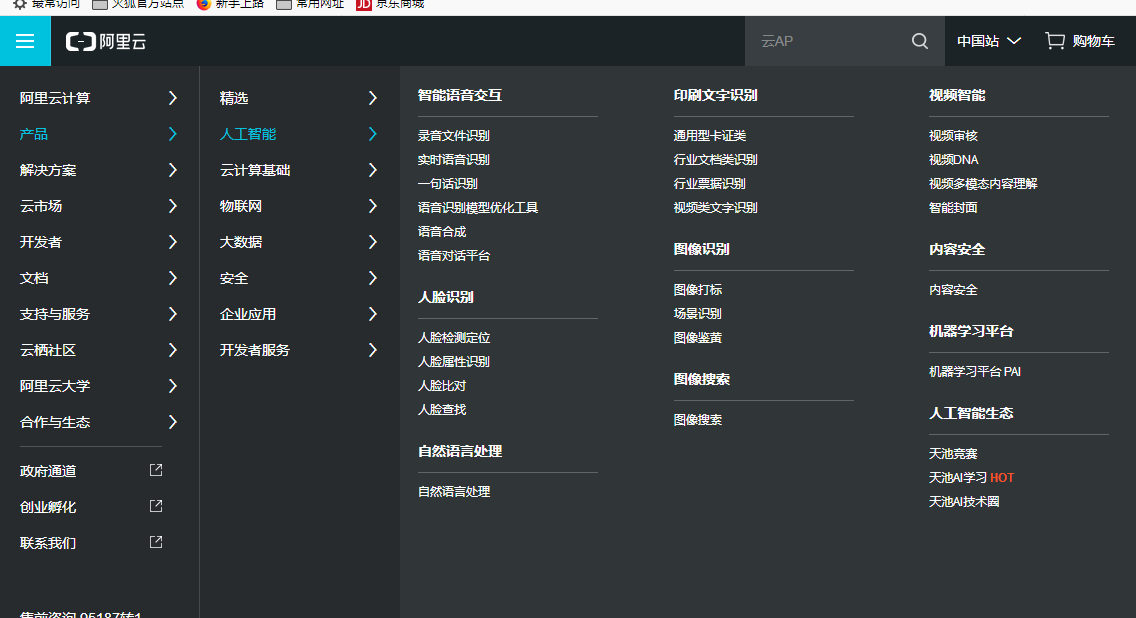 最常访问 火狐官方站点 新手上路 常用网址 JD 京东商城
阿里云 云AP 中国站 购物车
阿里云计算
产品
解决方案
云市场
开发者
文档
支持与服务
云栖社区
阿里云大学
合作与生态
政府通道
创业孵化
联系我们
售前咨询 95187转1
精选
人工智能
云计算基础
物联网
大数据
安全
企业应用
开发者服务
智能语音交互
录音文件识别
实时语音识别
一句话识别
语音识别模型优化工具
语音合成
语音对话平台
人脸识别
人脸检测定位
人脸属性识别
人脸比对
人脸查找
自然语言处理
自然语言处理
印刷文字识别
通用型卡证类
行业文档类识别
行业票据识别
视频类文字识别
图像识别
图像打标
场景识别
图像鉴黄
图像搜索
图像搜索
视频智能
视频审核
视频DNA
视频多模态内容理解
智能封面
内容安全
内容安全
机器学习平台
机器学习平台 PAI
人工智能生态
天池竞赛
天池AI学习 HOT
天池AI技术圈